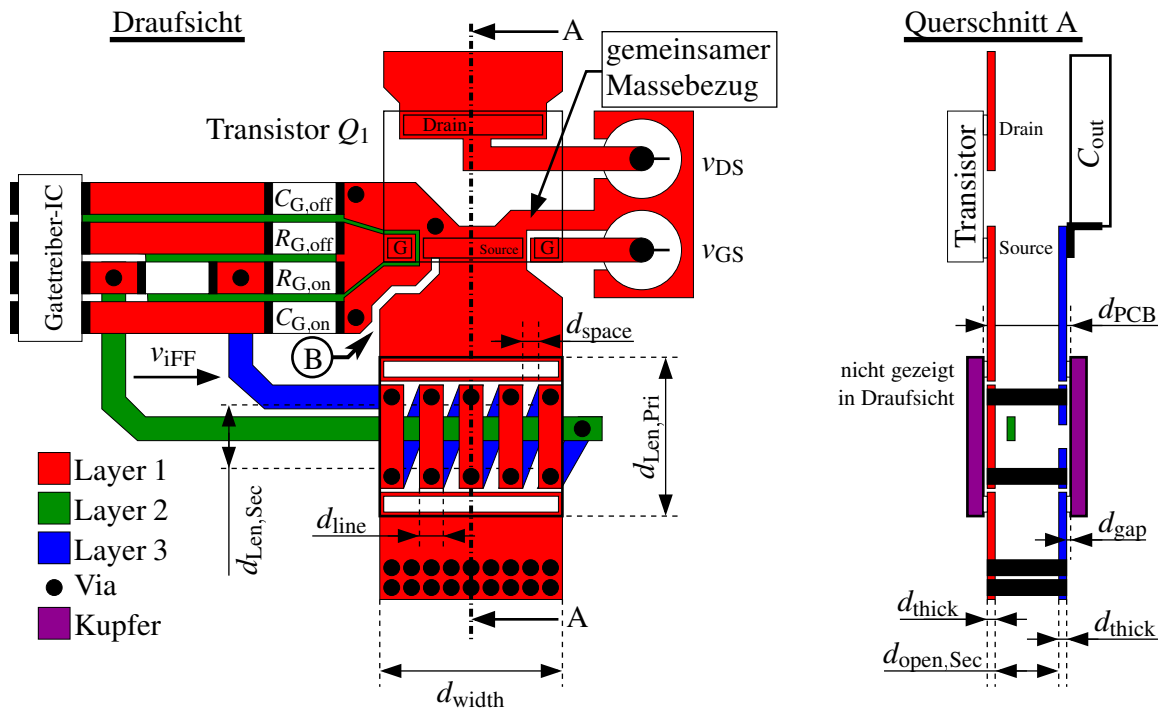 Draufsicht
Querschnitt A
A
gemeinsamer
Massebezug
Transistor Q1
Drain
vDS
Gatetreiber-IC
CG,off
RG,off
RG,on
CG,on
G
Source
G
vGS
viFF
B
dspace
dLen,Pri
dLen,Sec
dline
Layer 1
Layer 2
Layer 3
Via
Kupfer
A
dwidth
Transistor
Drain
Cout
Source
dPCB
nicht gezeigt
in Draufsicht
dgap
dthick
dthick
dopen,Sec